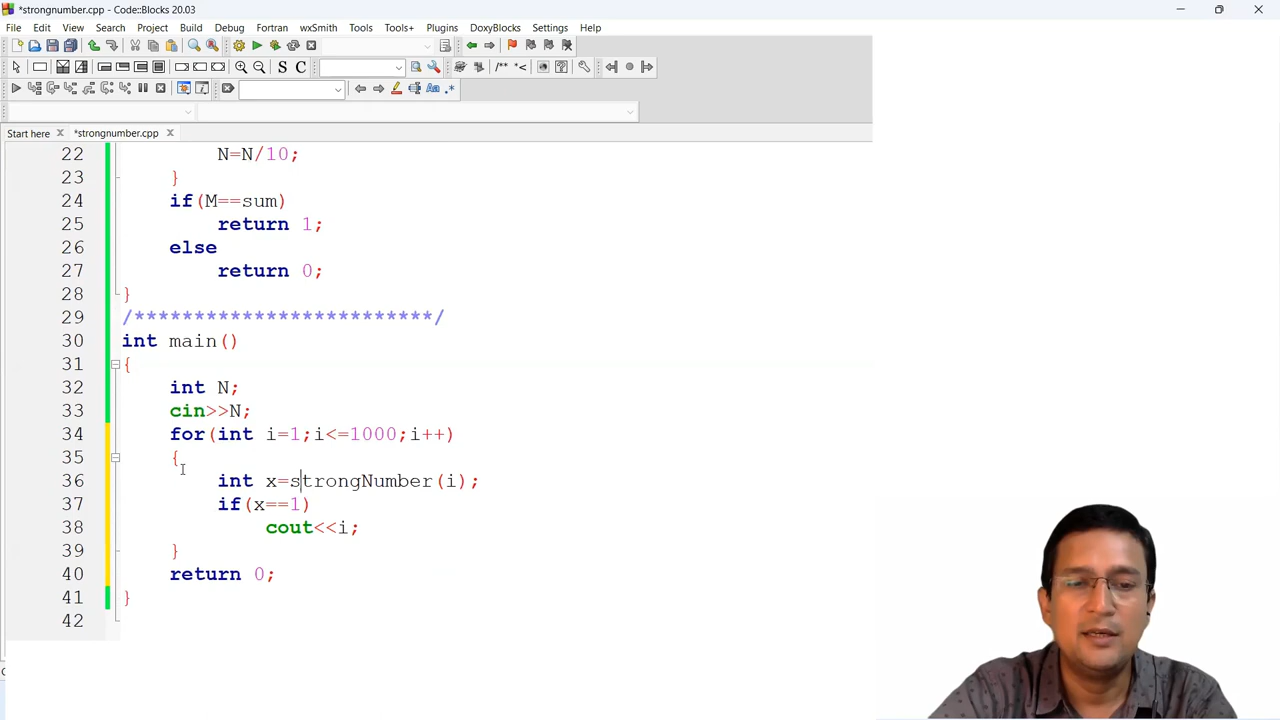 *strongnumber.cpp - Code::Blocks 20.03
File Edit View Search Project Build Debug Fortran wxSmith Tools Tools+ Plugins DoxyBlocks Settings Help
S C /** *<
Aa .*
Start here *strongnumber.cpp
22 N=N/10;
23 }
24 if(M==sum)
25 return 1;
26 else
27 return 0;
28 }
29 /*************************/
30 int main()
31 {
32 int N;
33 cin>>N;
34 for(int i=1;i<=1000;i++)
35 {
36 int x=strongNumber(i);
37 if(x==1)
38 cout<<i;
39 }
40 return 0;
41 }
42